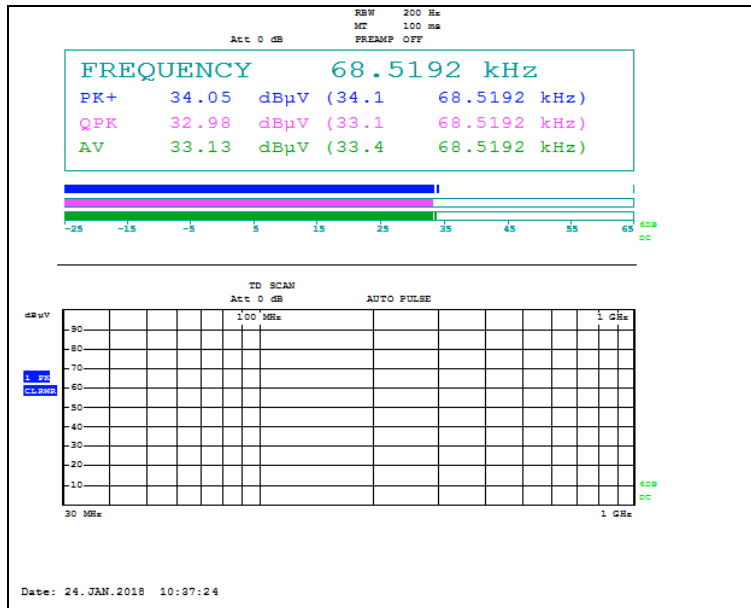 RBW 200 Hz
MT 100 ms
Att 0 dB PREAMP OFF
FREQUENCY 68.5192 kHz
PK+ 34.05 dBµV (34.1 68.5192 kHz)
QPK 32.98 dBµV (33.1 68.5192 kHz)
AV 33.13 dBµV (33.4 68.5192 kHz)
-25 -15 -5 5 15 25 35 45 55 65
6DB
DC
TD SCAN
Att 0 dB AUTO PULSE
dBµV
100 MHz 1 GHz
90
80
70
1 PK
CLRWR
60
50
40
30
20
10
6DB
DC
30 MHz 1 GHz
Date: 24.JAN.2018 10:37:24